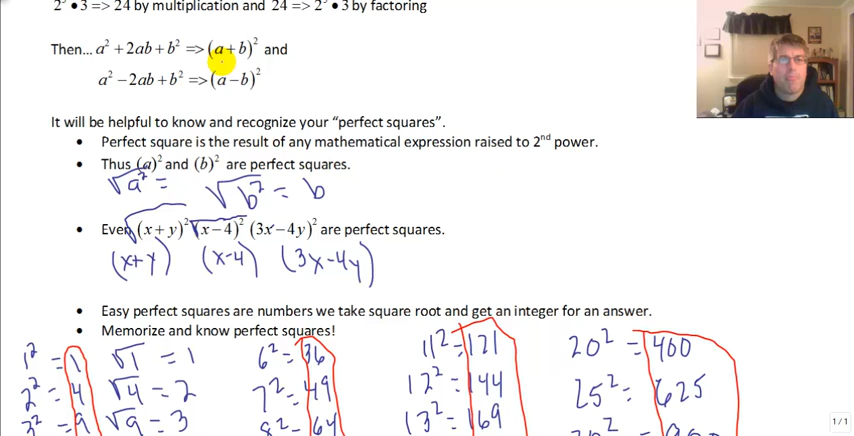 2³ • 3 => 24 by multiplication and 24 => 2³ • 3 by factoring
Then... a² + 2ab + b² => (a + b)² and
a² − 2ab + b² => (a − b)²
It will be helpful to know and recognize your “perfect squares”.
• Perfect square is the result of any mathematical expression raised to 2nd power.
• Thus (a)² and (b)² are perfect squares.
√a² = √b² = b
• Even (x + y)² (x − 4)² (3x − 4y)² are perfect squares.
(x+y) (x-4) (3x-4y)
• Easy perfect squares are numbers we take square root and get an integer for an answer.
• Memorize and know perfect squares!
1² = 1 √1 = 1 6² = 36 11² = 121 20² = 400
2² = 4 √4 = 2 7² = 49 12² = 144 25² = 625
3² = 9 √9 = 3 8² = 64 13² = 169
1 / 1